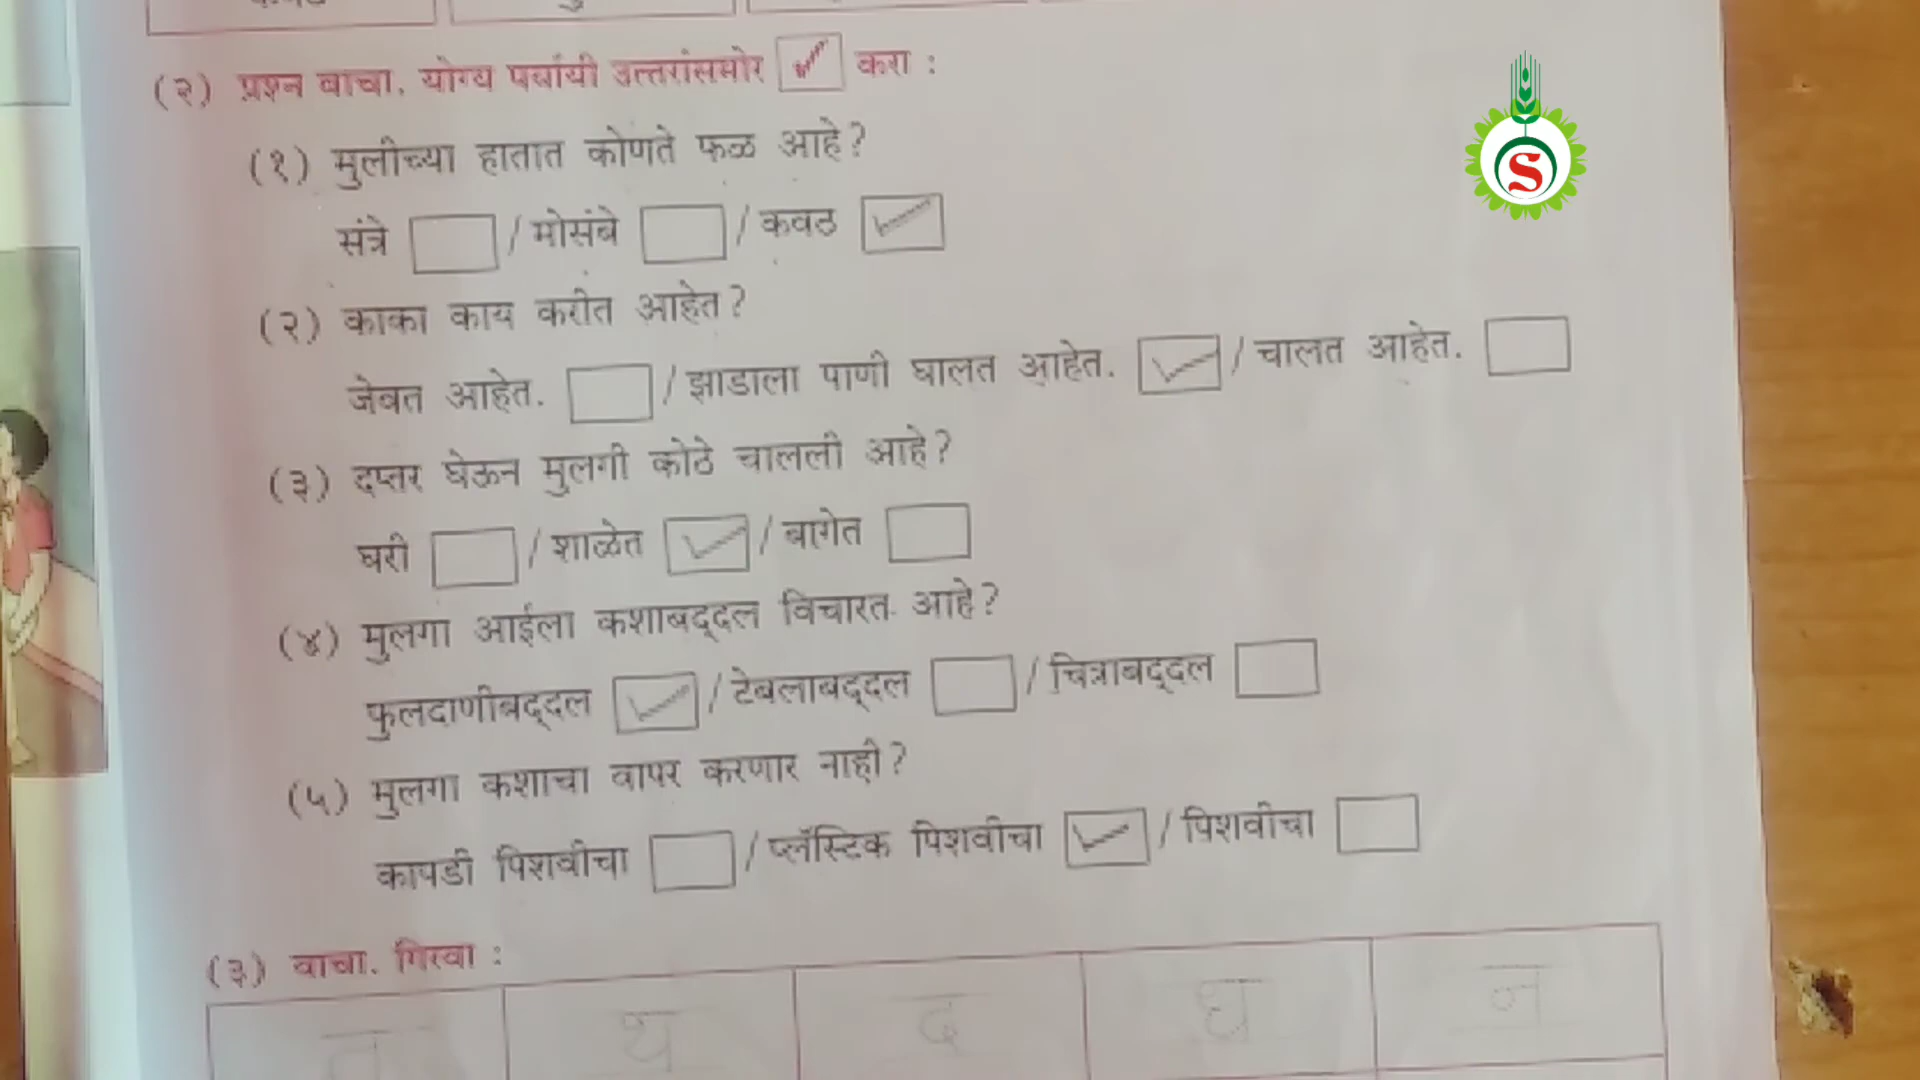 (२) प्रश्न वाचा. योग्य पर्यायी उत्तरांसमोर ✓ करा :
(१) मुलीच्या हातात कोणते फळ आहे?
संत्रे / मोसंबे / कवठ ✓
(२) काका काय करीत आहेत?
जेवत आहेत. / झाडाला पाणी घालत आहेत. ✓ / चालत आहेत.
(३) दप्तर घेऊन मुलगी कोठे चालली आहे?
घरी / शाळेत ✓ / बागेत
(४) मुलगा आईला कशाबद्दल विचारत आहे?
फुलदाणीबद्दल ✓ / टेबलाबद्दल / चित्राबद्दल
(५) मुलगा कशाचा वापर करणार नाही?
कापडी पिशवीचा / प्लॅस्टिक पिशवीचा ✓ / पिशवीचा
(३) वाचा. गिरवा :
त थ द ध न
S